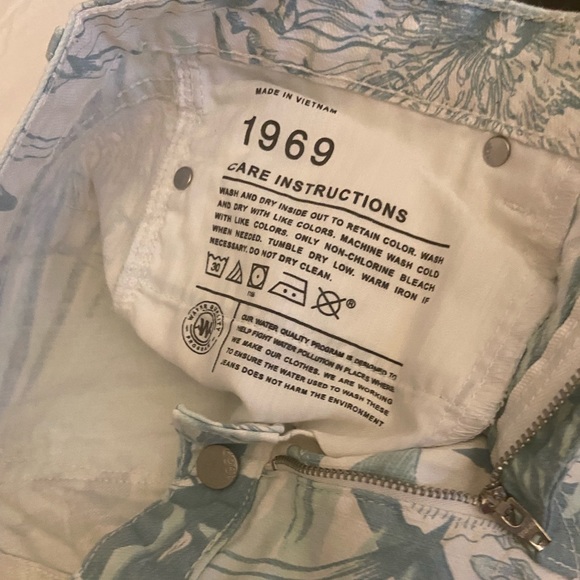 MADE IN VIETNAM
1969
CARE INSTRUCTIONS
WASH AND DRY INSIDE OUT TO RETAIN COLOR. WASH
AND DRY WITH LIKE COLORS. MACHINE WASH COLD
WITH LIKE COLORS. ONLY NON-CHLORINE BLEACH
WHEN NEEDED. TUMBLE DRY LOW. WARM IRON IF
NECESSARY. DO NOT DRY CLEAN.
30
®
WATER QUALITY
W
PROGRAM
OUR WATER QUALITY PROGRAM IS DESIGNED TO
HELP FIGHT WATER POLLUTION IN PLACES WHERE
WE MAKE OUR CLOTHES. WE ARE WORKING
TO ENSURE THE WATER USED TO WASH THESE
JEANS DOES NOT HARM THE ENVIRONMENT.